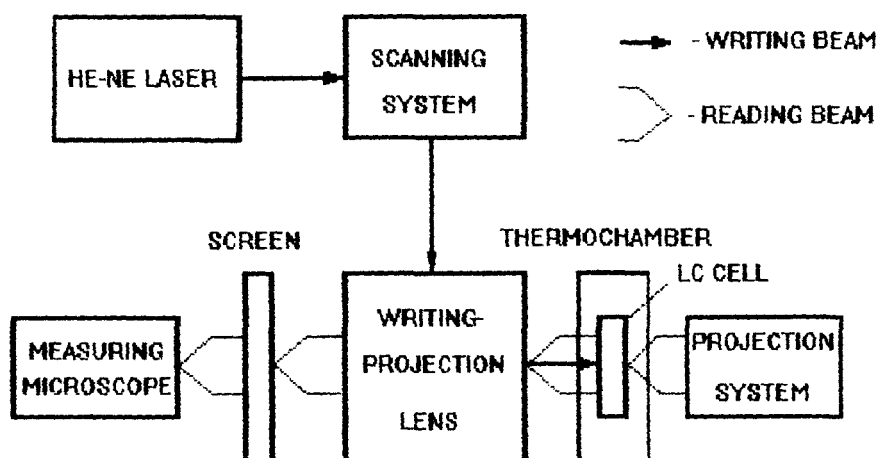 HE-NE LASER
SCANNING
SYSTEM
- WRITING BEAM
- READING BEAM
SCREEN
THERMOCHAMBER
LC CELL
MEASURING
MICROSCOPE
WRITING-
PROJECTION
LENS
PROJECTION
SYSTEM